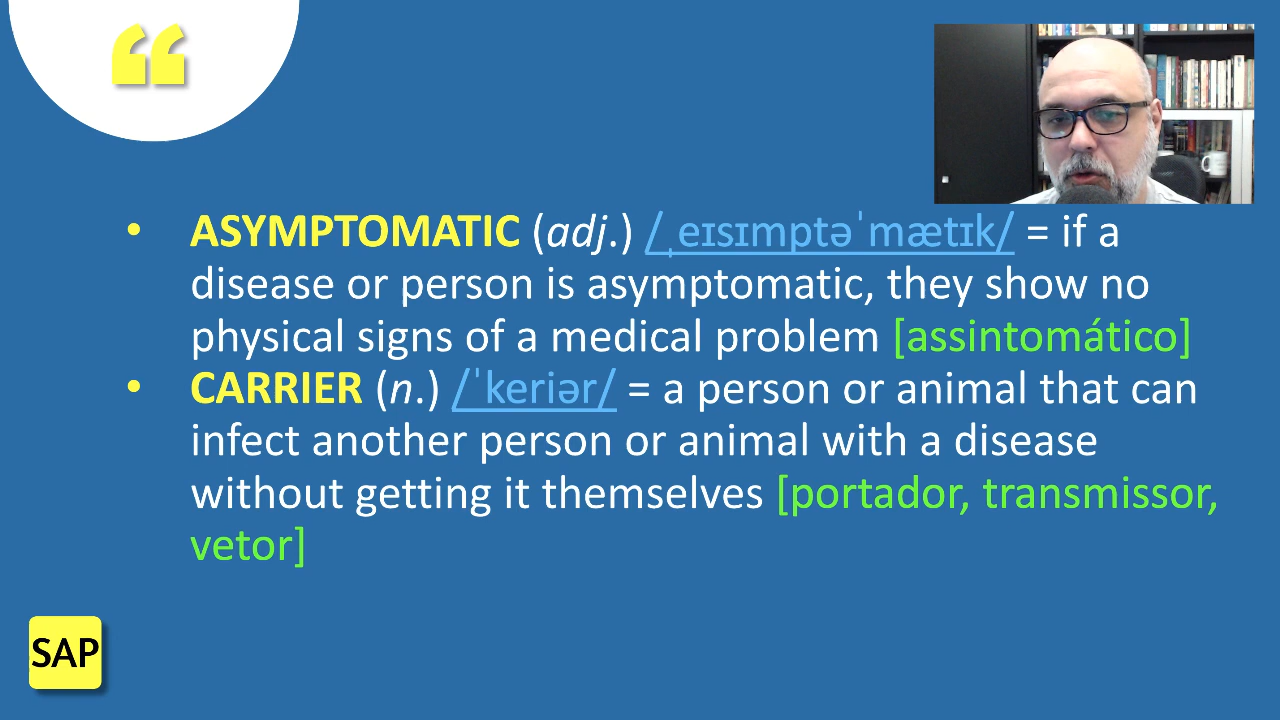 “
• ASYMPTOMATIC (adj.) /ˌeɪsɪmptəˈmætɪk/ = if a
disease or person is asymptomatic, they show no
physical signs of a medical problem [assintomático]
• CARRIER (n.) /ˈkeriər/ = a person or animal that can
infect another person or animal with a disease
without getting it themselves [portador, transmissor,
vetor]
SAP